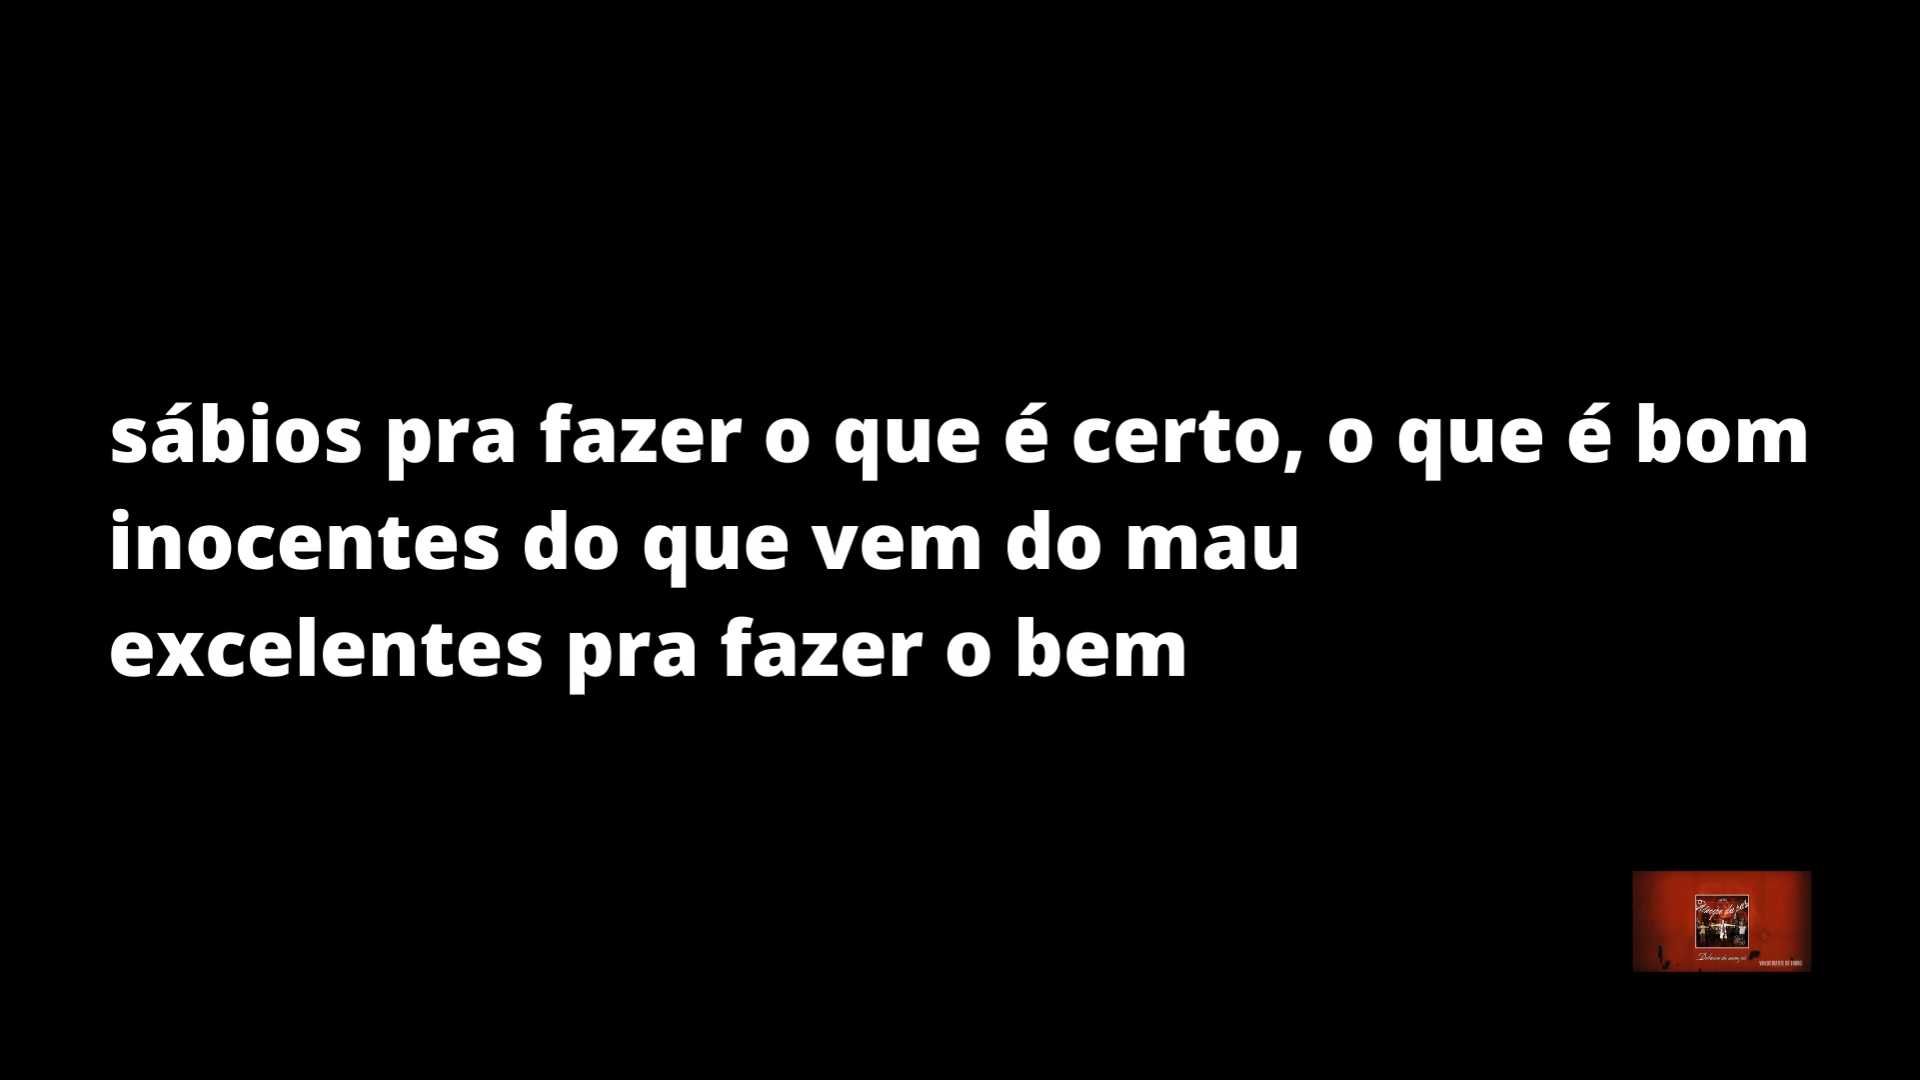 sábios pra fazer o que é certo, o que é bom
inocentes do que vem do mau
excelentes pra fazer o bem